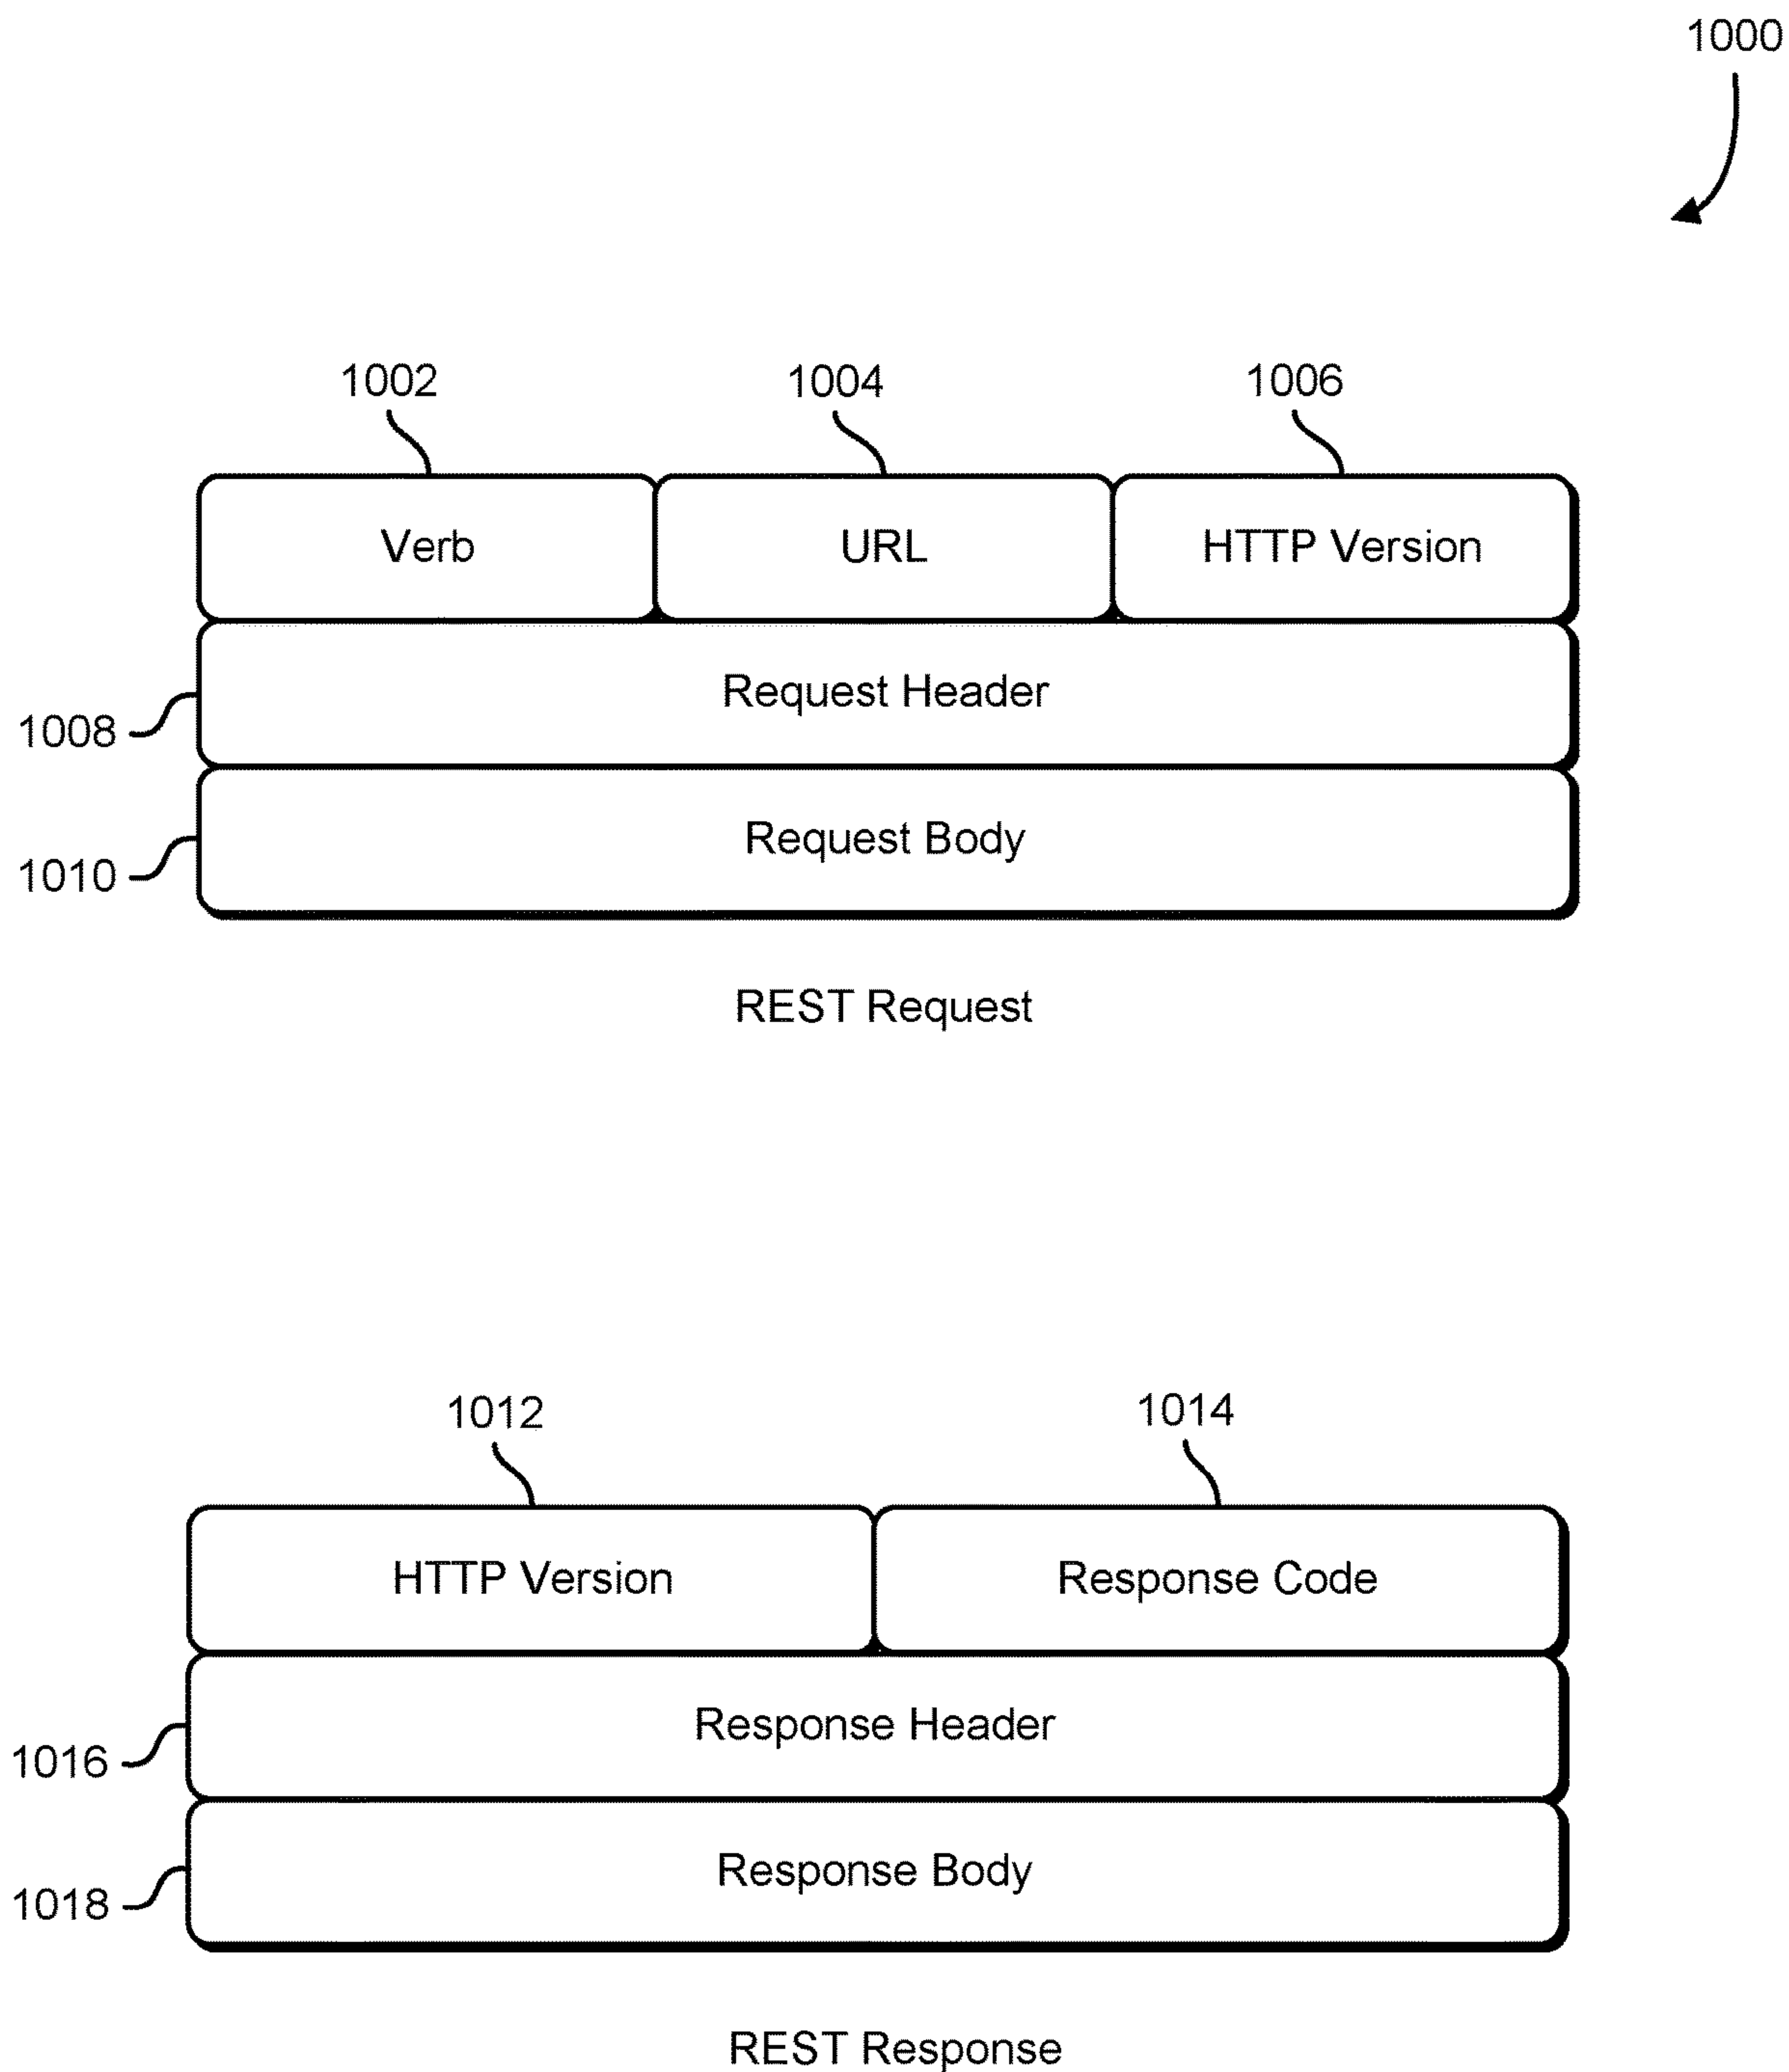 1000
1002 1004 1006
Verb URL HTTP Version
Request Header
1008
Request Body
1010
REST Request
1012 1014
HTTP Version Response Code
Response Header
1016
Response Body
1018
REST Response